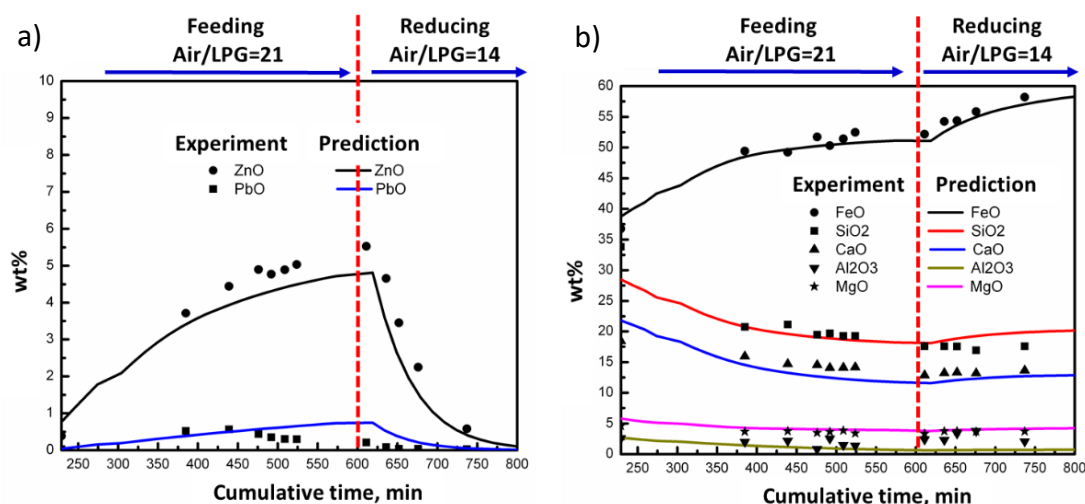 a)
Feeding
Air/LPG=21
Reducing
Air/LPG=14
10
9
8
7
6
5
4
3
2
1
0
wt%
Experiment
Prediction
ZnO
ZnO
PbO
PbO
250 300 350 400 450 500 550 600 650 700 750 800
Cumulative time, min
b)
Feeding
Air/LPG=21
Reducing
Air/LPG=14
60
55
50
45
40
35
30
25
20
15
10
5
0
wt%
Experiment
Prediction
FeO
FeO
SiO2
SiO2
CaO
CaO
Al2O3
Al2O3
MgO
MgO
250 300 350 400 450 500 550 600 650 700 750 800
Cumulative time, min